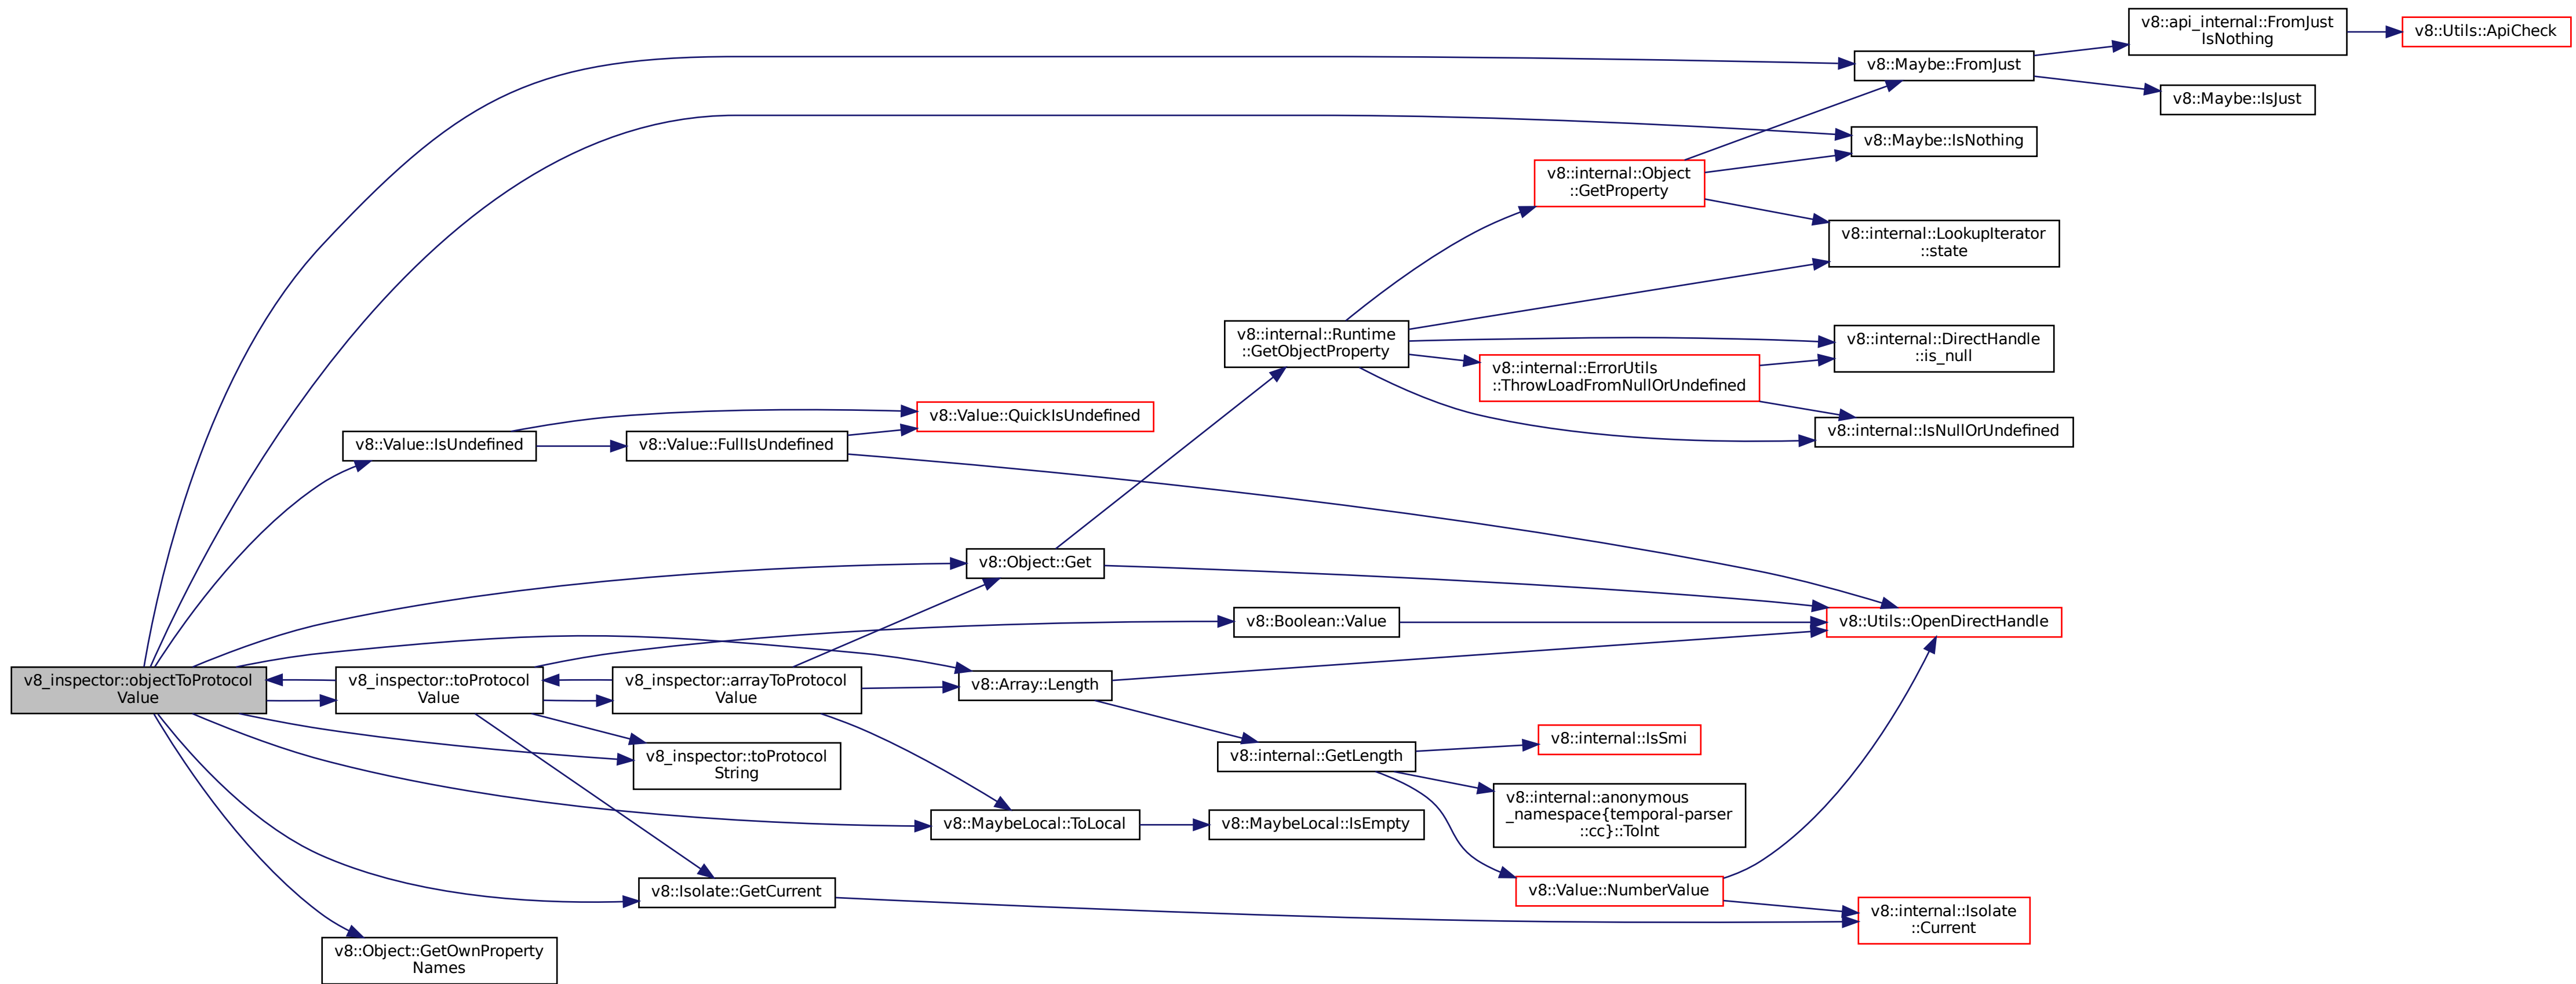 v8::api_internal::FromJust
IsNothing
v8::Utils::ApiCheck
v8::Maybe::FromJust
v8::Maybe::IsJust
v8::Maybe::IsNothing
v8::internal::Object
::GetProperty
v8::internal::LookupIterator
::state
v8::internal::Runtime
::GetObjectProperty
v8::internal::DirectHandle
::is_null
v8::internal::ErrorUtils
::ThrowLoadFromNullOrUndefined
v8::internal::IsNullOrUndefined
v8::Value::QuickIsUndefined
v8::Value::IsUndefined
v8::Value::FullIsUndefined
v8::Object::Get
v8::Boolean::Value
v8::Utils::OpenDirectHandle
v8_inspector::objectToProtocol
Value
v8_inspector::toProtocol
Value
v8_inspector::arrayToProtocol
Value
v8::Array::Length
v8_inspector::toProtocol
String
v8::internal::GetLength
v8::internal::IsSmi
v8::internal::anonymous
_namespace{temporal-parser
::cc}::ToInt
v8::MaybeLocal::ToLocal
v8::MaybeLocal::IsEmpty
v8::Isolate::GetCurrent
v8::Value::NumberValue
v8::internal::Isolate
::Current
v8::Object::GetOwnProperty
Names